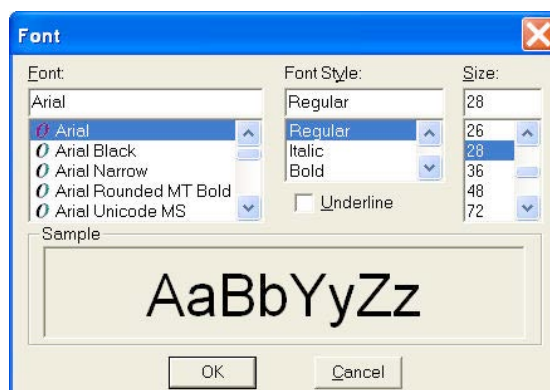 Font
Font: Font Style: Size:
Arial Regular 28
Arial Regular 26
Arial Black Italic 28
Arial Narrow Bold 36
Arial Rounded MT Bold 48
Arial Unicode MS Underline 72
Sample
AaBbYyZz
OK Cancel